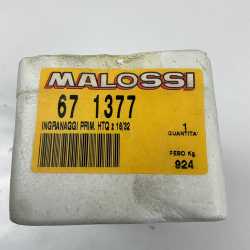 MALOSSI
67 1377
INGRANAGGI PRIM. HTQ z 18/32
1
QUANTITA'
PESO Kg.
924